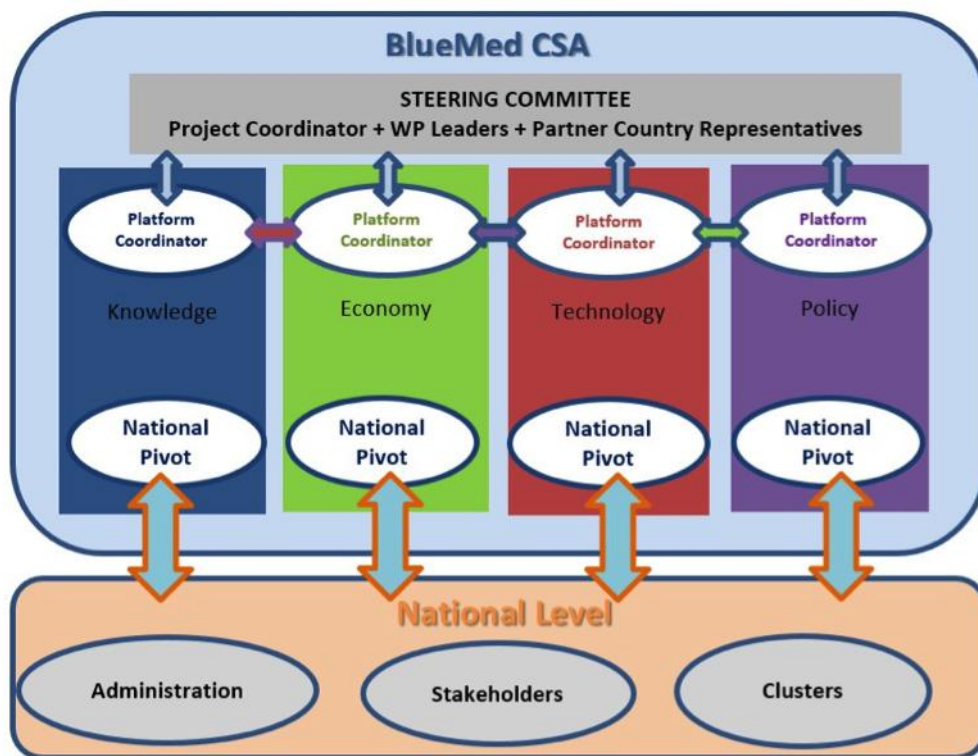 BlueMed CSA
STEERING COMMITTEE
Project Coordinator + WP Leaders + Partner Country Representatives
Platform
Coordinator
Platform
Coordinator
Platform
Coordinator
Platform
Coordinator
Knowledge
Economy
Technology
Policy
National
Pivot
National
Pivot
National
Pivot
National
Pivot
National Level
Administration
Stakeholders
Clusters